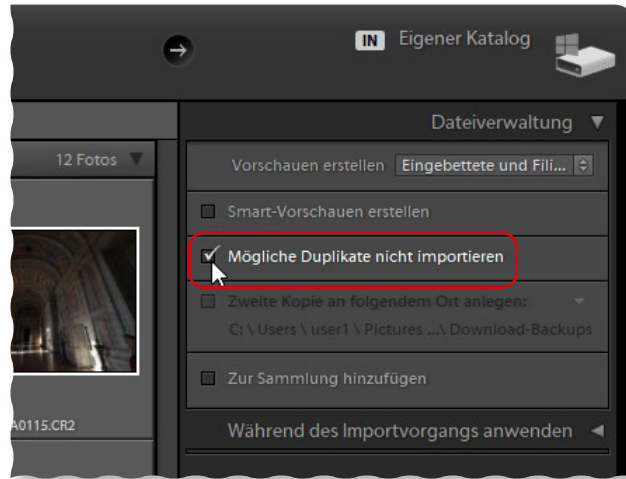 IN Eigener Katalog
Dateiverwaltung
12 Fotos
Vorschauen erstellen Eingebettete und Fili...
Smart-Vorschauen erstellen
Mögliche Duplikate nicht importieren
Zweite Kopie an folgendem Ort anlegen:
C: \ Users \ user1 \ Pictures ...\ Download-Backups
Zur Sammlung hinzufügen
A0115.CR2
Während des Importvorgangs anwenden